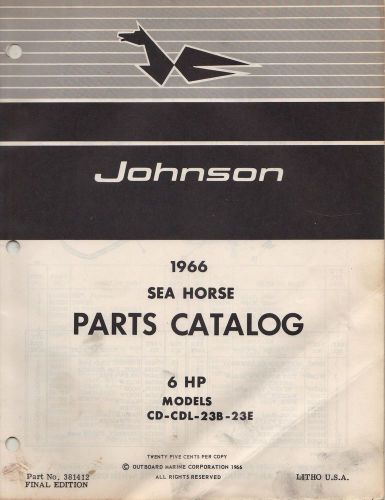 Johnson
1966
SEA HORSE
PARTS CATALOG
6 HP
MODELS
CD-CDL-23B-23E
TWENTY FIVE CENTS PER COPY
© OUTBOARD MARINE CORPORATION 1966
ALL RIGHTS RESERVED
Part No. 381412
FINAL EDITION
LITHO U.S.A.